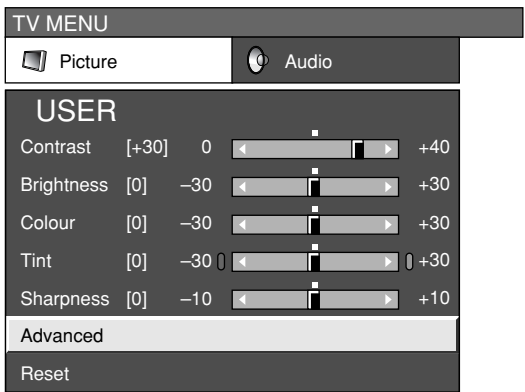 TV MENU
Picture Audio
USER
Contrast [+30] 0 +40
Brightness [0] –30 +30
Colour [0] –30 +30
Tint [0] –30 +30
Sharpness [0] –10 +10
Advanced
Reset